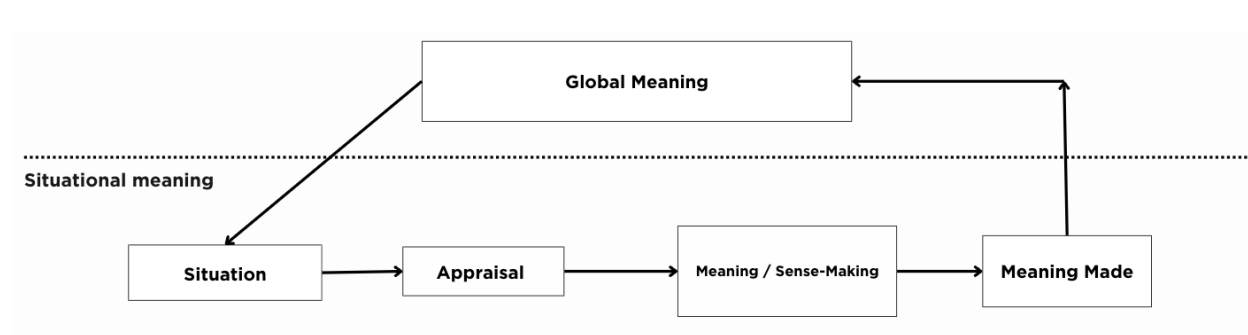 Global Meaning
Situational meaning
Situation
Appraisal
Meaning / Sense-Making
Meaning Made